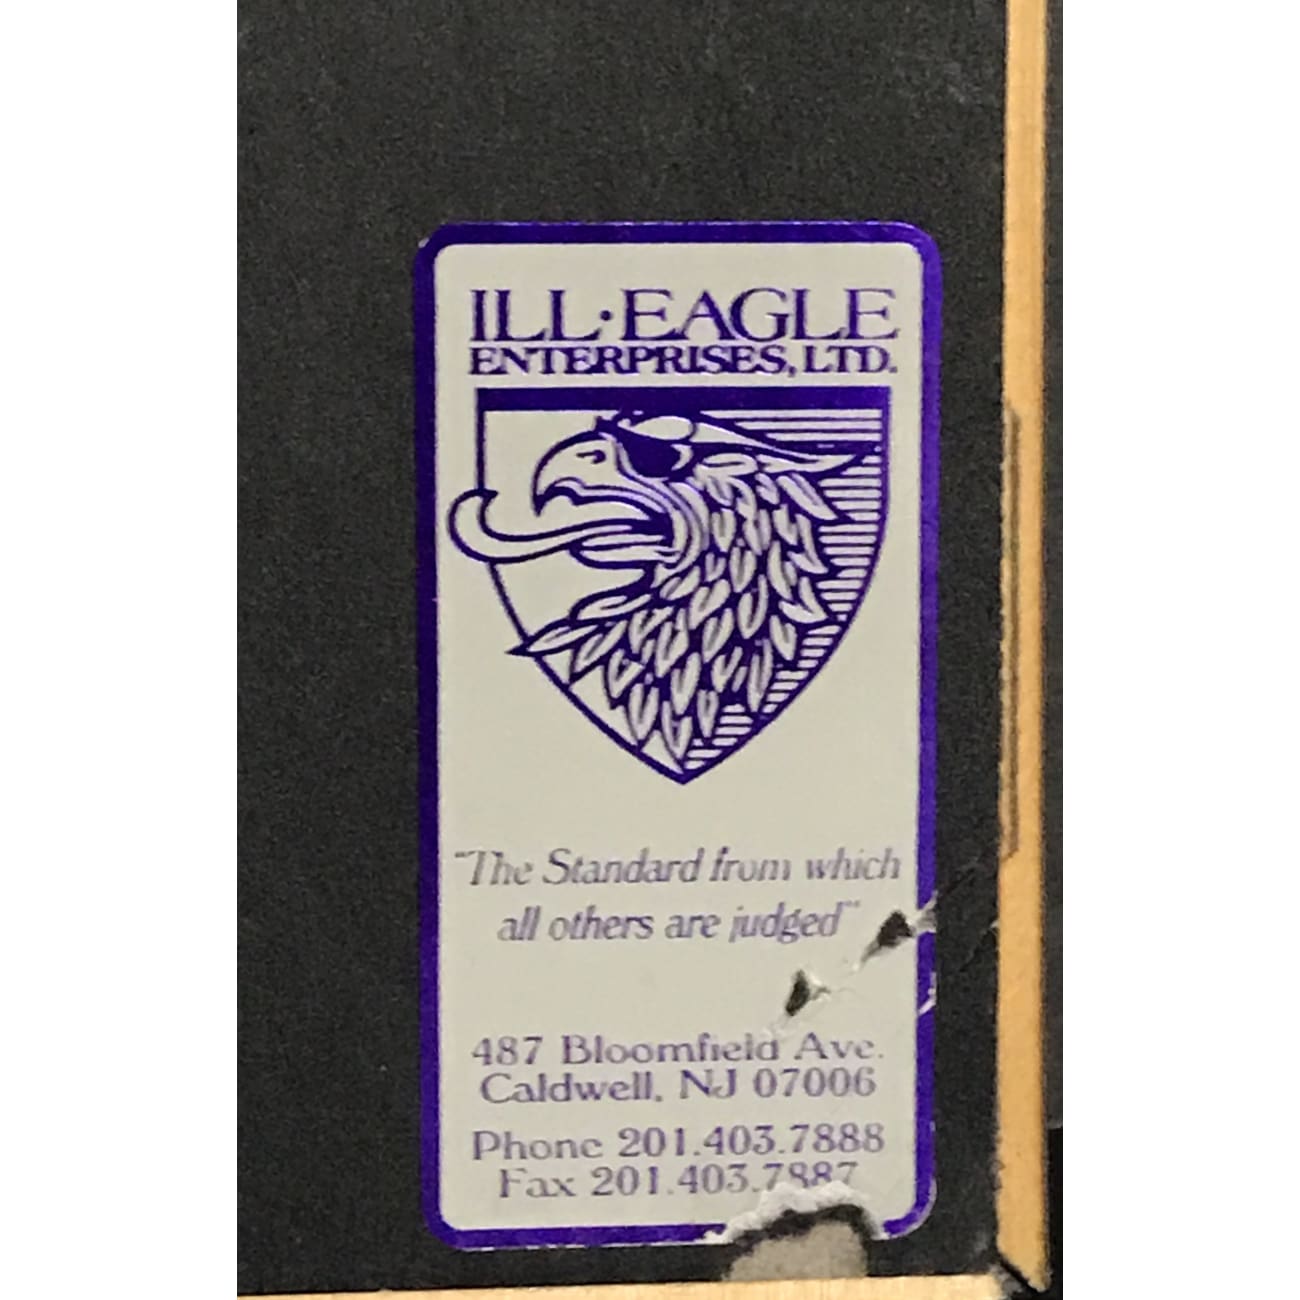 ILL·EAGLE
ENTERPRISES, LTD.
"The Standard from which
all others are judged"
487 Bloomfield Ave.
Caldwell, NJ 07006
Phone 201.403.7888
Fax 201.403.7887